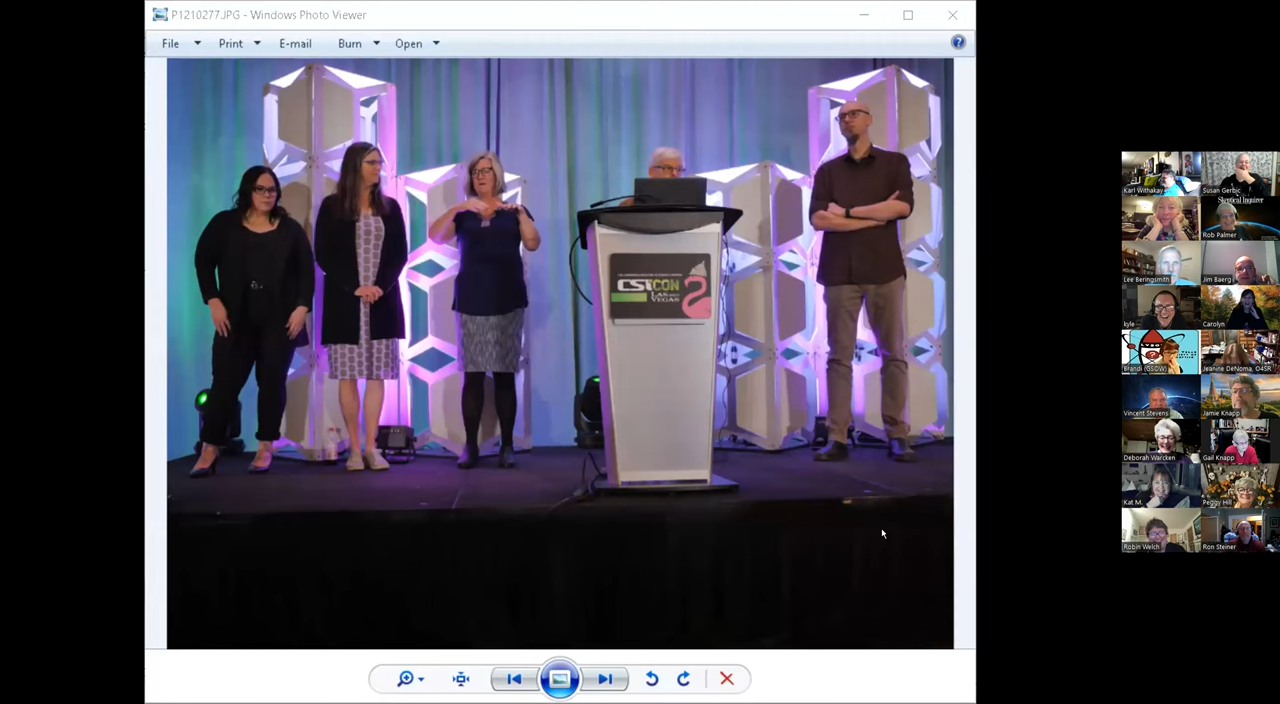 P1210277.JPG - Windows Photo Viewer
File Print E-mail Burn Open
CSICON
LAS VEGAS
Karl Withakay
Susan Gerbic
Skeptical Inquirer
Rob Palmer
Lee Beringsmith
Jim Baerg
kyle
Carolyn
Brandi (GSOW)
Jeanine DeNoma, O4SR
Vincent Stevens
Jamie Knapp
Deborah Warcken
Gail Knapp
Kat M.
Peggy Hill
Robin Welch
Ron Steiner